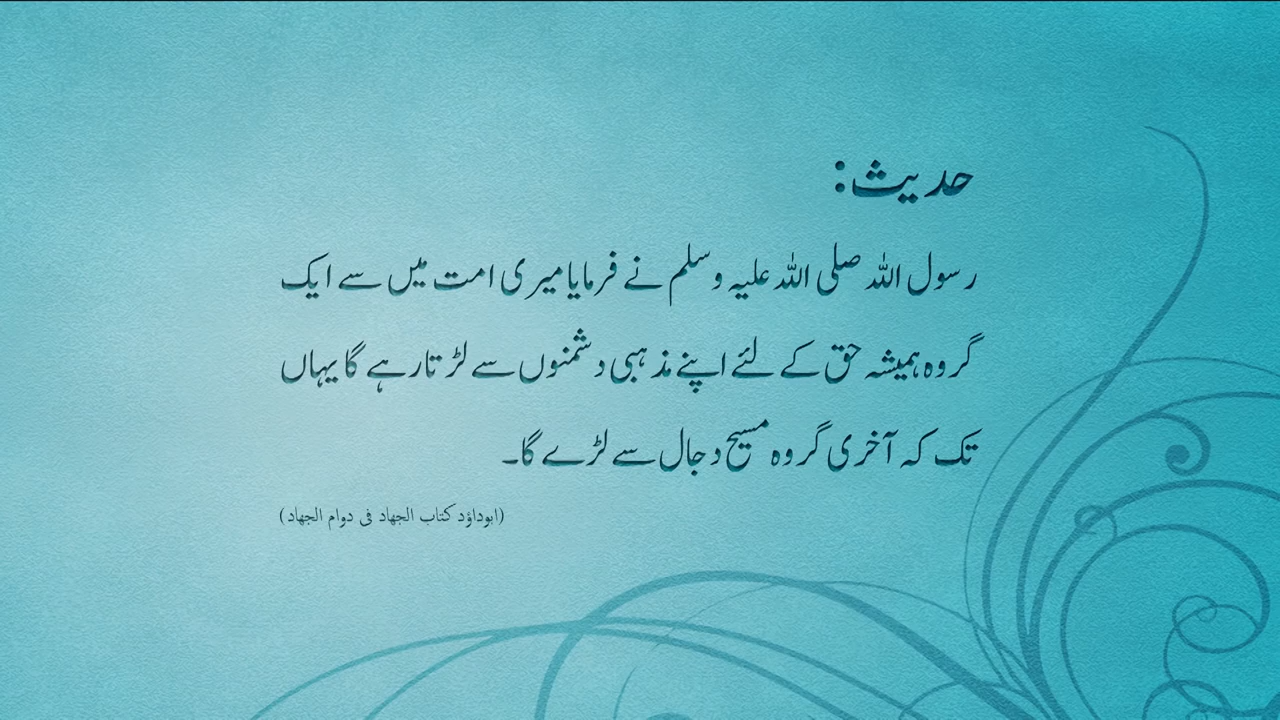 حدیث:
رسول اللہ صلی اللہ علیہ وسلم نے فرمایا میری امت میں سے ایک
گروہ ہمیشہ حق کے لئے اپنے مذہبی دشمنوں سے لڑتا رہے گا یہاں
تک کہ آخری گروہ مسیح دجال سے لڑے گا۔
(ابوداؤد کتاب الجهاد فی دوام الجهاد)